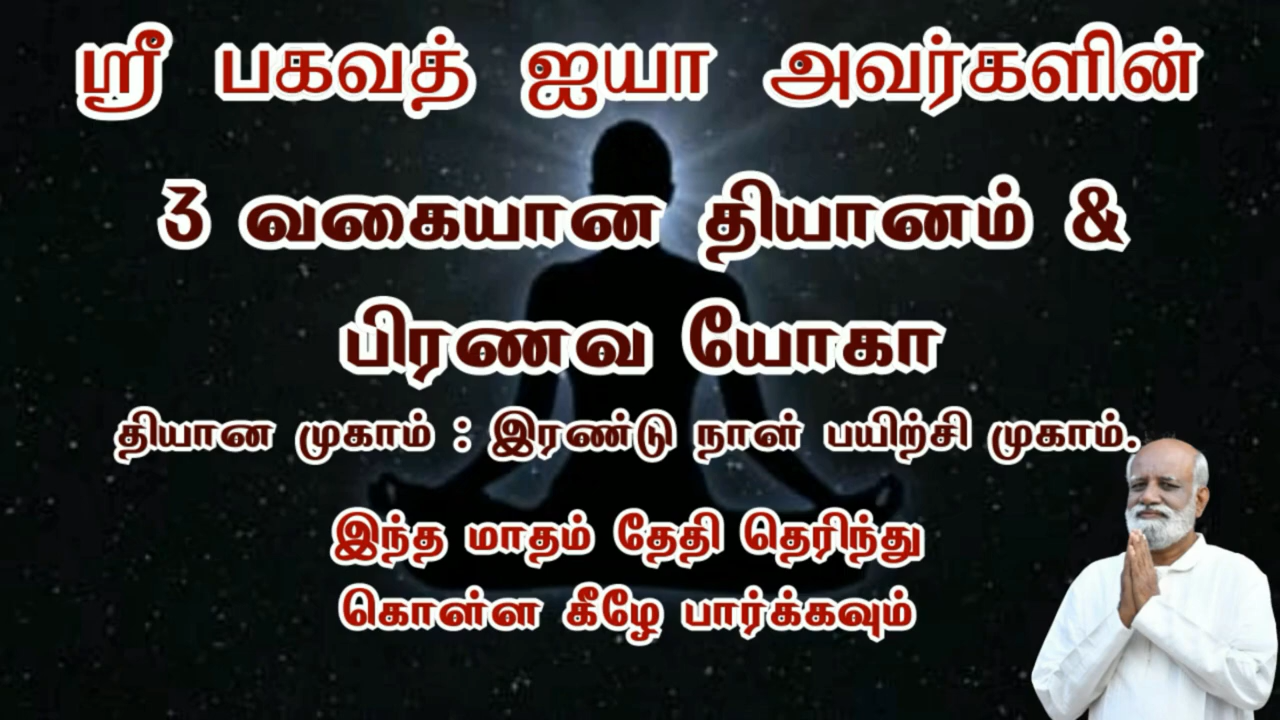 ஸ்ரீ பகவத் ஐயா அவர்களின்
3 வகையான தியானம் &
பிரணவ யோகா
தியான முகாம் : இரண்டு நாள் பயிற்சி முகாம்.
இந்த மாதம் தேதி தெரிந்து
கொள்ள கீழே பார்க்கவும்